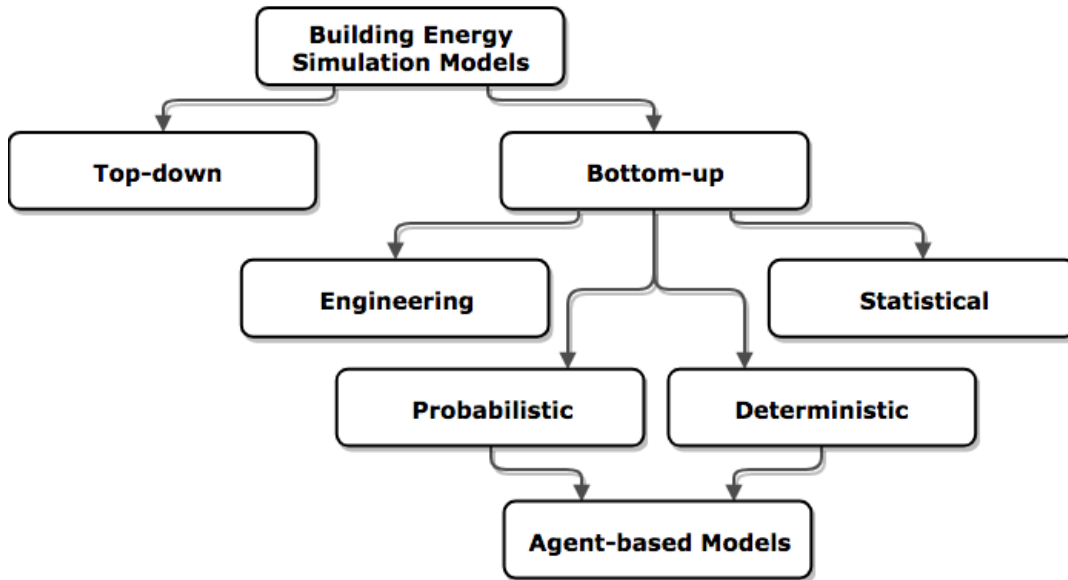 Building Energy
Simulation Models
Top-down
Bottom-up
Engineering
Statistical
Probabilistic
Deterministic
Agent-based Models